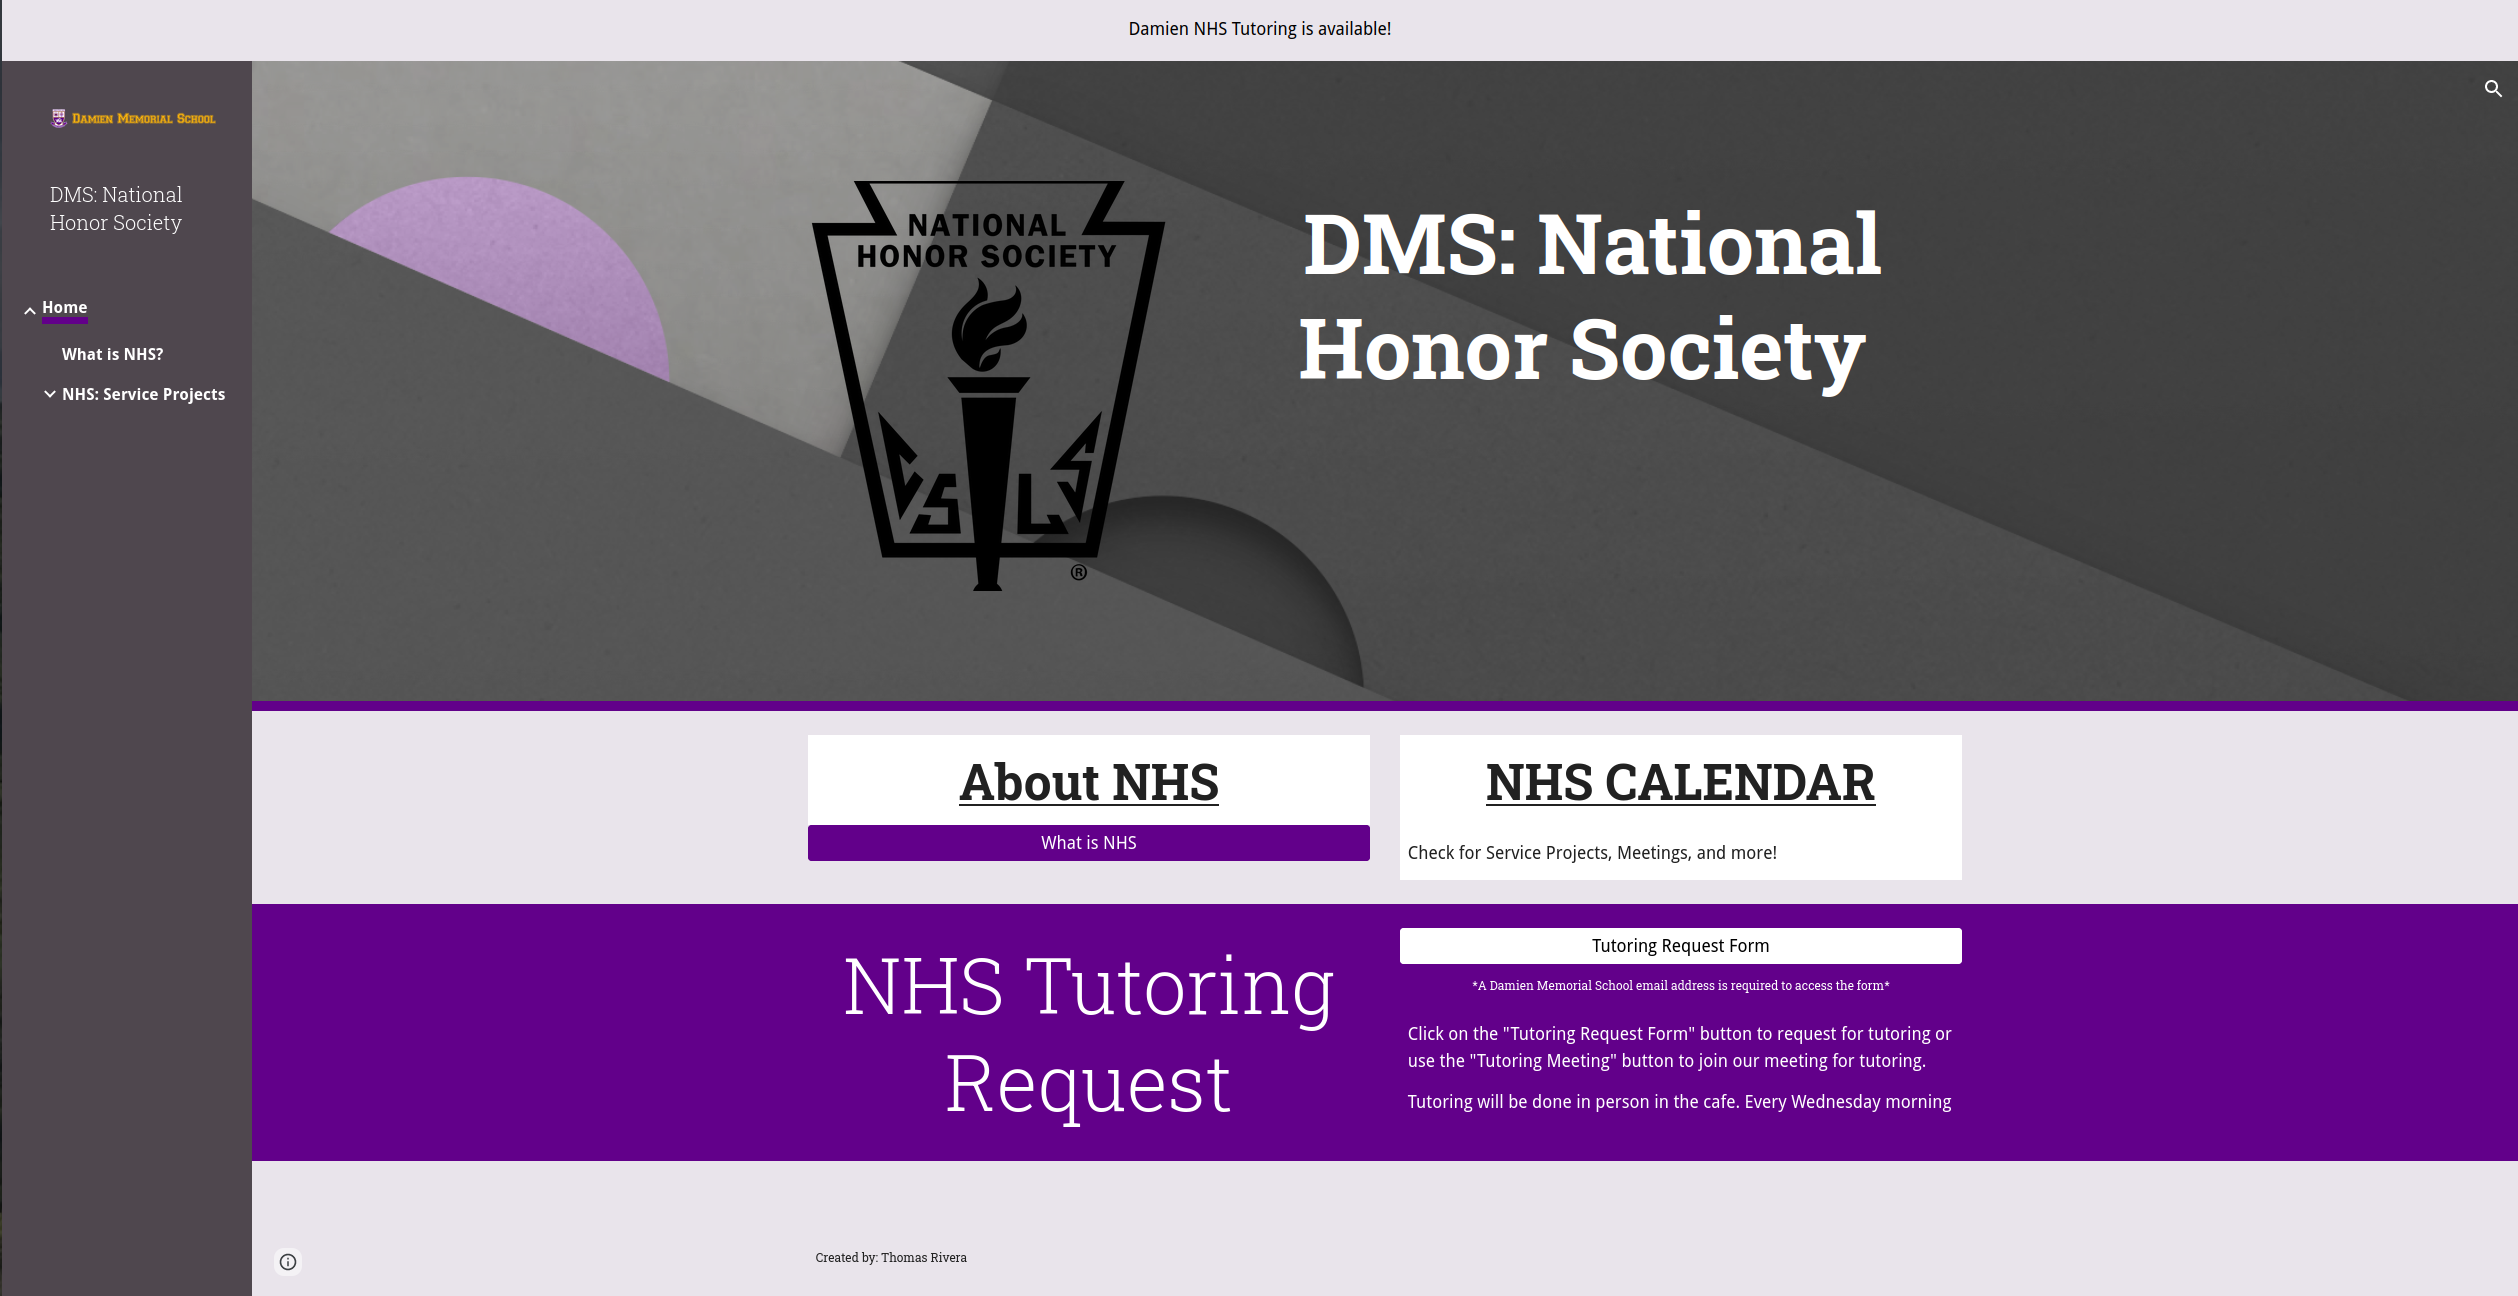 Damien NHS Tutoring is available!
DAMIEN MEMORIAL SCHOOL
DMS: National
Honor Society
Home
What is NHS?
NHS: Service Projects
NATIONAL
HONOR SOCIETY
C S L S
®
DMS: National
Honor Society
About NHS
What is NHS
NHS CALENDAR
Check for Service Projects, Meetings, and more!
NHS Tutoring
Request
Tutoring Request Form
*A Damien Memorial School email address is required to access the form*
Click on the "Tutoring Request Form" button to request for tutoring or
use the "Tutoring Meeting" button to join our meeting for tutoring.
Tutoring will be done in person in the cafe. Every Wednesday morning
Created by: Thomas Rivera